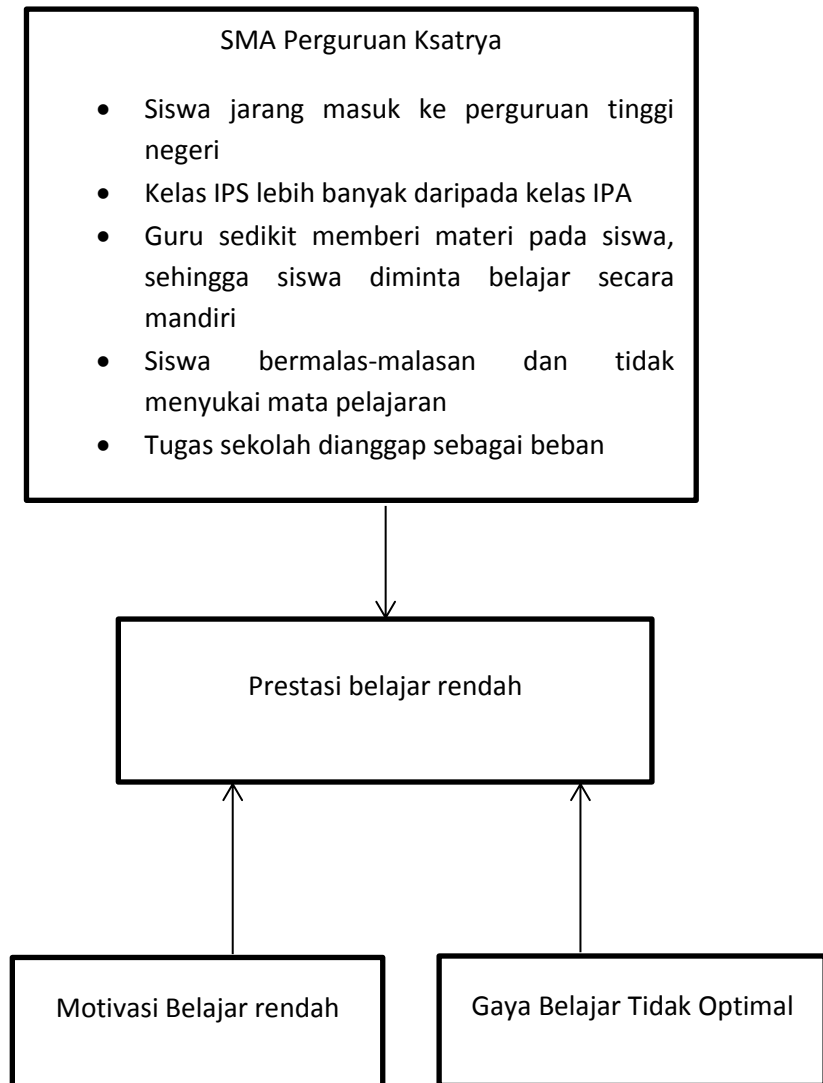 SMA Perguruan Ksatrya
• Siswa jarang masuk ke perguruan tinggi
negeri
• Kelas IPS lebih banyak daripada kelas IPA
• Guru sedikit memberi materi pada siswa,
sehingga siswa diminta belajar secara
mandiri
• Siswa bermalas-malasan dan tidak
menyukai mata pelajaran
• Tugas sekolah dianggap sebagai beban
Prestasi belajar rendah
Motivasi Belajar rendah
Gaya Belajar Tidak Optimal